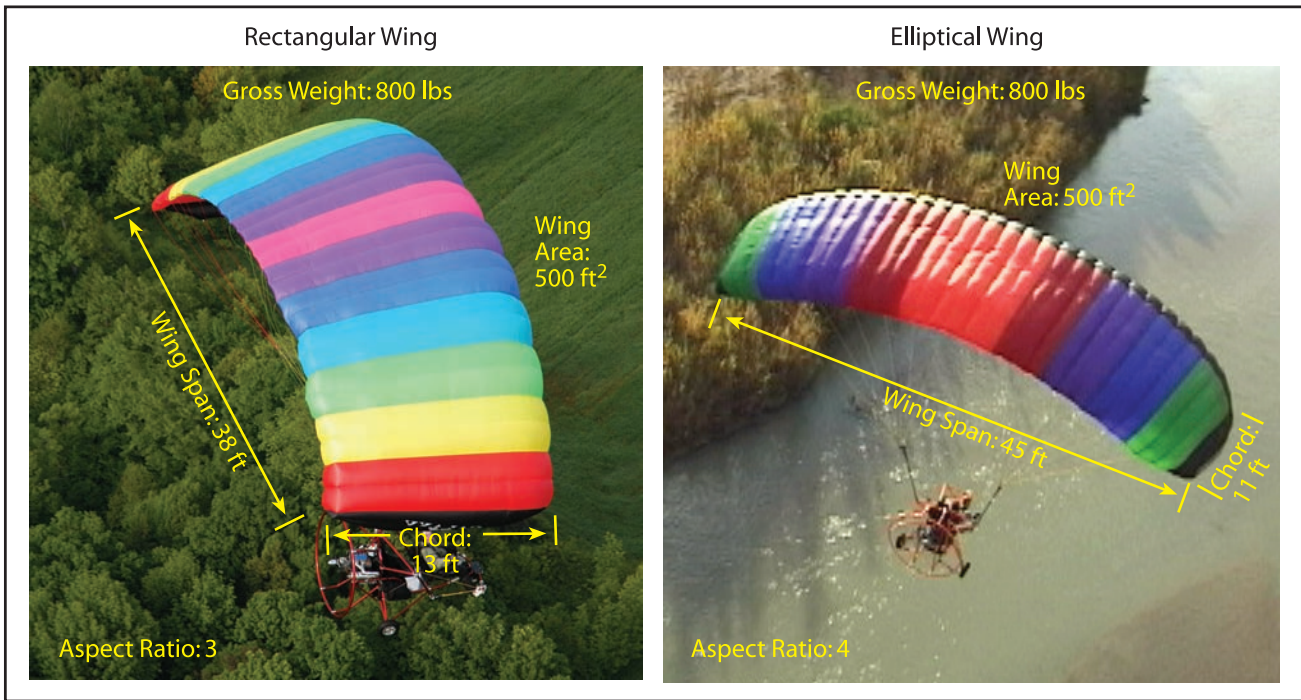 Rectangular Wing
Gross Weight: 800 lbs
Wing
Area:
500 ft²
Wing Span: 38 ft
Chord:
13 ft
Aspect Ratio: 3
Elliptical Wing
Gross Weight: 800 lbs
Wing
Area: 500 ft²
Wing Span: 45 ft
Chord:
11 ft
Aspect Ratio: 4